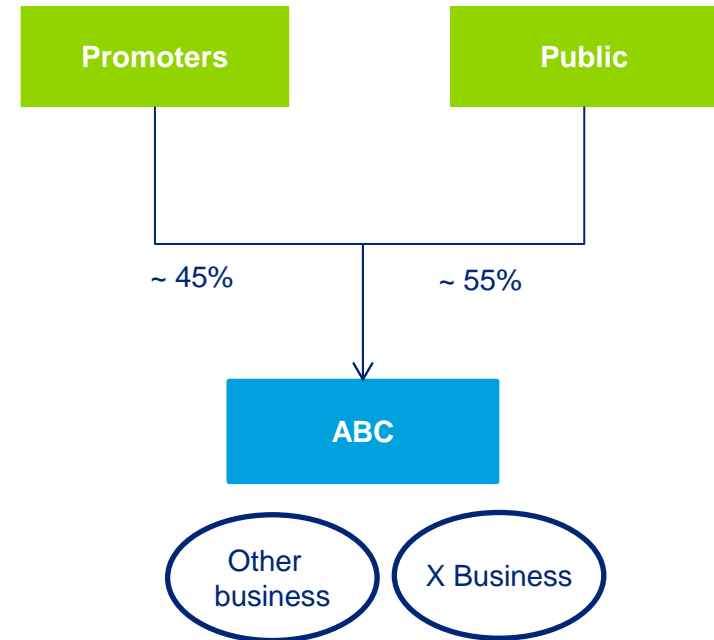 Promoters
Public
~ 45%
~ 55%
ABC
Other
business
X Business